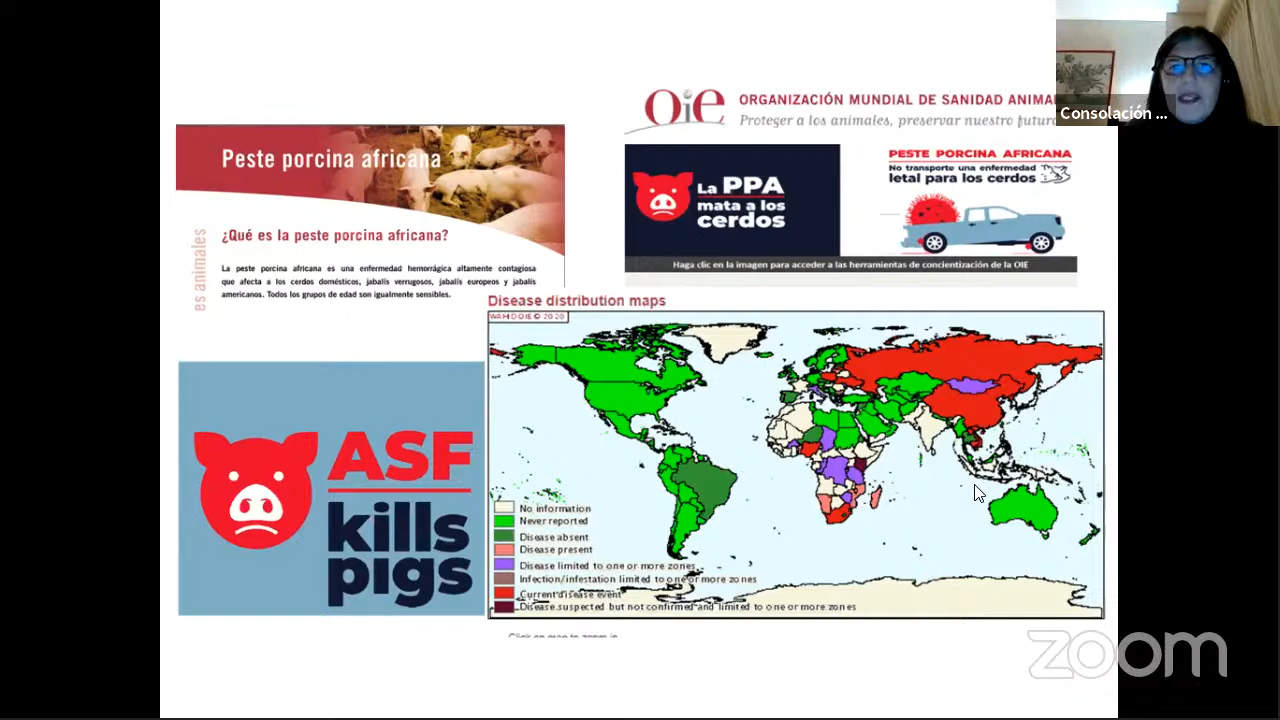 oie
ORGANIZACIÓN MUNDIAL DE SANIDAD ANIMA
Proteger a los animales, preservar nuestro futuro
Consolación ...
Peste porcina africana
es animales
¿Qué es la peste porcina africana?
La peste porcina africana es una enfermedad hemorrágica altamente contagiosa
que afecta a los cerdos domésticos, jabalís verrugosos, jabalís europeos y jabalís
americanos. Todos los grupos de edad son igualmente sensibles.
La PPA
mata a los
cerdos
PESTE PORCINA AFRICANA
No transporte una enfermedad
letal para los cerdos
Haga clic en la imagen para acceder a las herramientas de concientización de la OIE
ASF
kills
pigs
Disease distribution maps
WAHID OIE © 2020
No information
Never reported
Disease absent
Disease present
Disease limited to one or more zones
Infection/infestation limited to one or more zones
Current disease event
Disease suspected but not confirmed and limited to one or more zones
zoom